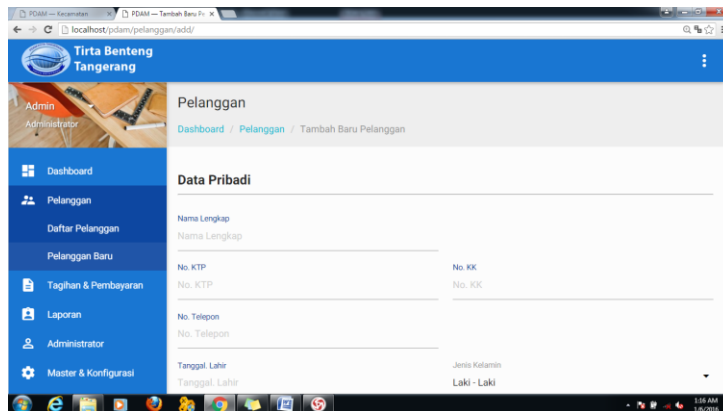 PDAM — Kecamatan
PDAM — Tambah Baru Pe
localhost/pdam/pelanggan/add/
Tirta Benteng
Tangerang
Admin
Administrator
Pelanggan
Dashboard / Pelanggan / Tambah Baru Pelanggan
Dashboard
Pelanggan
Daftar Pelanggan
Pelanggan Baru
Tagihan & Pembayaran
Laporan
Administrator
Master & Konfigurasi
Data Pribadi
Nama Lengkap
Nama Lengkap
No. KTP
No. KK
No. KTP
No. KK
No. Telepon
No. Telepon
Tanggal. Lahir
Jenis Kelamin
Tanggal. Lahir
Laki - Laki
1:16 AM